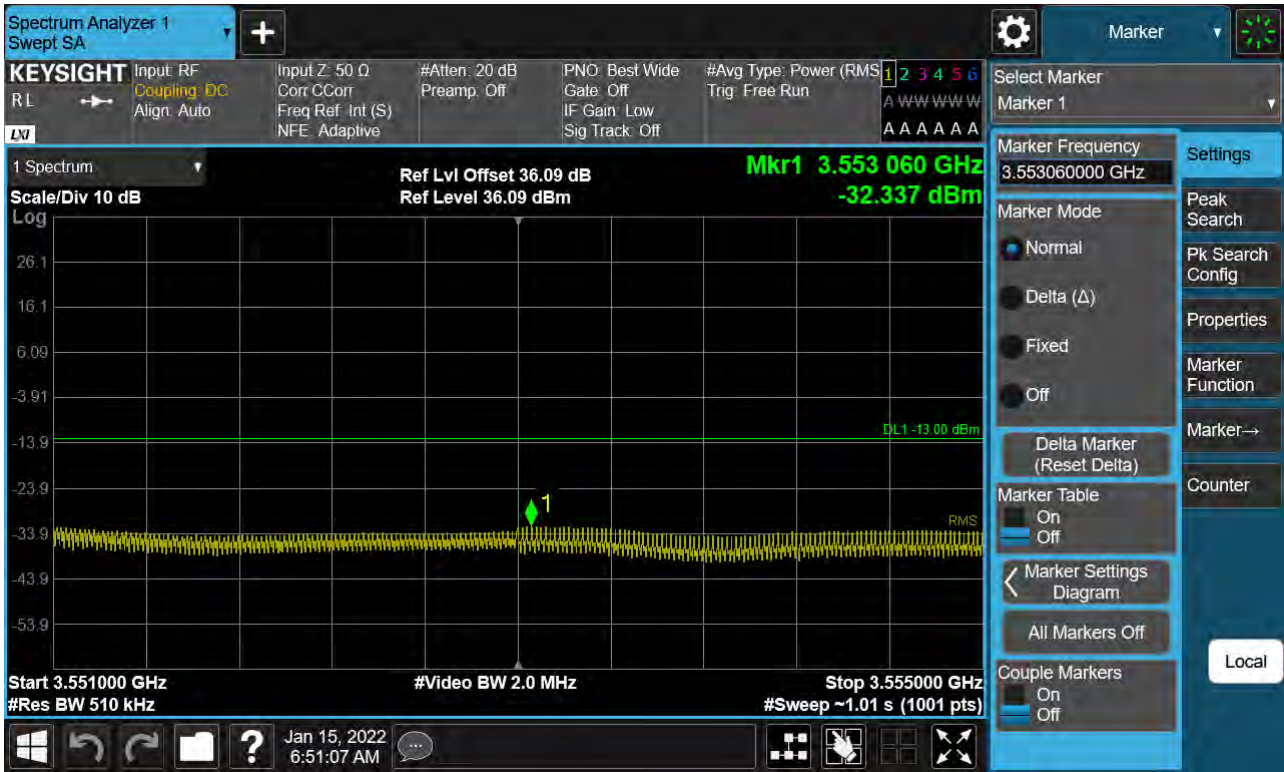 Spectrum Analyzer 1
Swept SA
+
Marker
KEYSIGHT
RL
LXI
Input: RF
Coupling: DC
Align: Auto
Input Z: 50 Ω
Corr CCorr
Freq Ref: Int (S)
NFE: Adaptive
#Atten: 20 dB
Preamp: Off
PNO: Best Wide
Gate: Off
IF Gain: Low
Sig Track: Off
#Avg Type: Power (RMS
Trig: Free Run
1 2 3 4 5 6
A W W W W W
A A A A A A
Select Marker
Marker 1
1 Spectrum
Scale/Div 10 dB
Log
Ref Lvl Offset 36.09 dB
Ref Level 36.09 dBm
Mkr1 3.553 060 GHz
-32.337 dBm
26.1
16.1
6.09
-3.91
-13.9
-23.9
-33.9
-43.9
-53.9
DL1 -13.00 dBm
1
RMS
Start 3.551000 GHz
#Res BW 510 kHz
#Video BW 2.0 MHz
Stop 3.555000 GHz
#Sweep ~1.01 s (1001 pts)
Marker Frequency
3.553060000 GHz
Marker Mode
Normal
Delta (Δ)
Fixed
Off
Delta Marker
(Reset Delta)
Marker Table
On
Off
Marker Settings
Diagram
All Markers Off
Couple Markers
On
Off
Settings
Peak
Search
Pk Search
Config
Properties
Marker
Function
Marker→
Counter
Local
?
Jan 15, 2022
6:51:07 AM